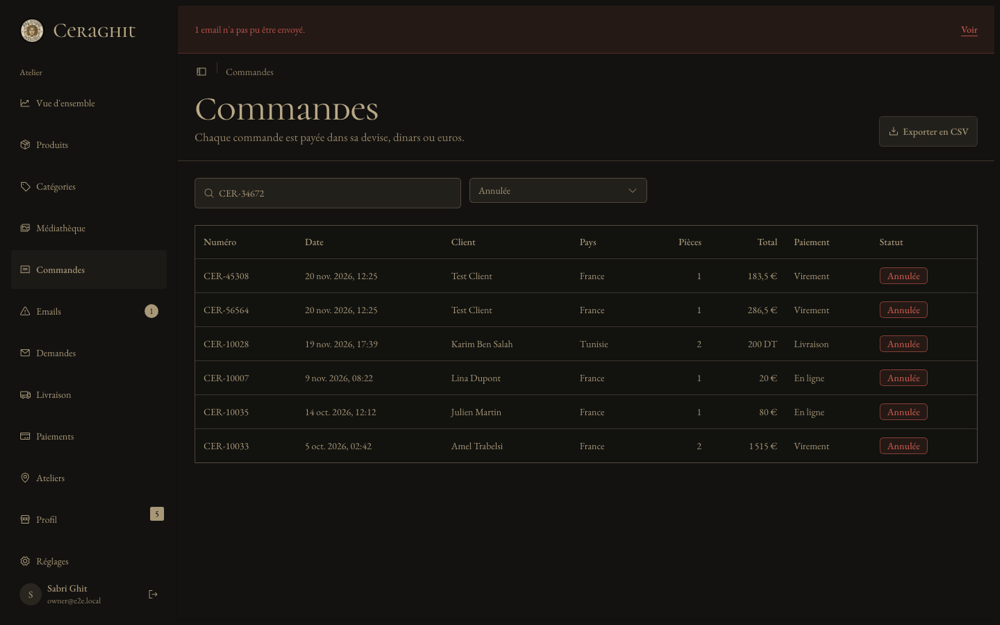 Ceraghit
1 email n'a pas pu être envoyé.
Voir
Atelier
Vue d'ensemble
Produits
Catégories
Médiathèque
Commandes
Emails
1
Demandes
Livraison
Paiements
Ateliers
Profil
5
Réglages
S
Sabri Ghit
owner@e2e.local
Commandes
Commandes
Chaque commande est payée dans sa devise, dinars ou euros.
Exporter en CSV
CER-34672
Annulée
Numéro Date Client Pays Pièces Total Paiement Statut
CER-45308 20 nov. 2026, 12:25 Test Client France 1 183,5 € Virement Annulée
CER-56564 20 nov. 2026, 12:25 Test Client France 1 286,5 € Virement Annulée
CER-10028 19 nov. 2026, 17:39 Karim Ben Salah Tunisie 2 200 DT Livraison Annulée
CER-10007 9 nov. 2026, 08:22 Lina Dupont France 1 20 € En ligne Annulée
CER-10035 14 oct. 2026, 12:12 Julien Martin France 1 80 € En ligne Annulée
CER-10033 5 oct. 2026, 02:42 Amel Trabelsi France 2 1 515 € Virement Annulée